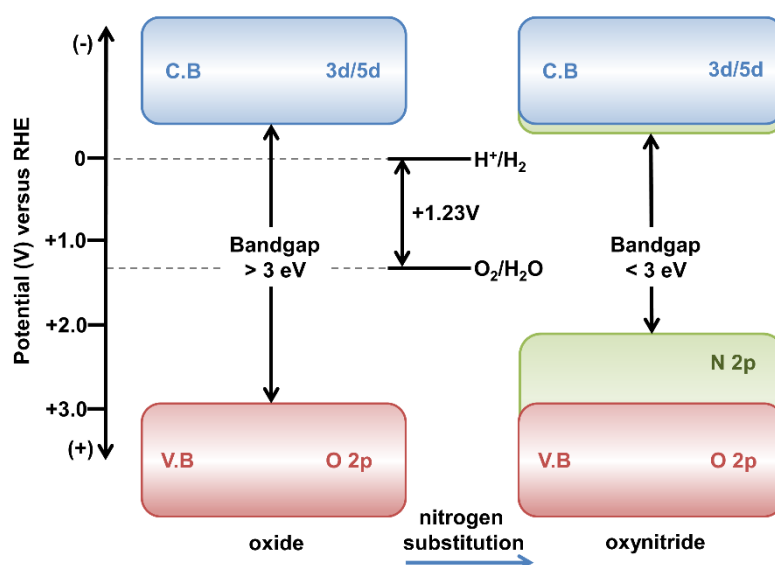 (-)
C.B 3d/5d
C.B 3d/5d
Potential (V) versus RHE
0
H⁺/H₂
+1.23V
+1.0
Bandgap
> 3 eV
Bandgap
< 3 eV
O₂/H₂O
+2.0
N 2p
+3.0
(+)
V.B O 2p
V.B O 2p
oxide
nitrogen
substitution
oxynitride